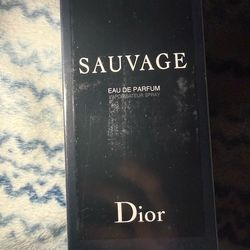 SAUVAGE
EAU DE PARFUM
VAPORISATEUR SPRAY
Dior